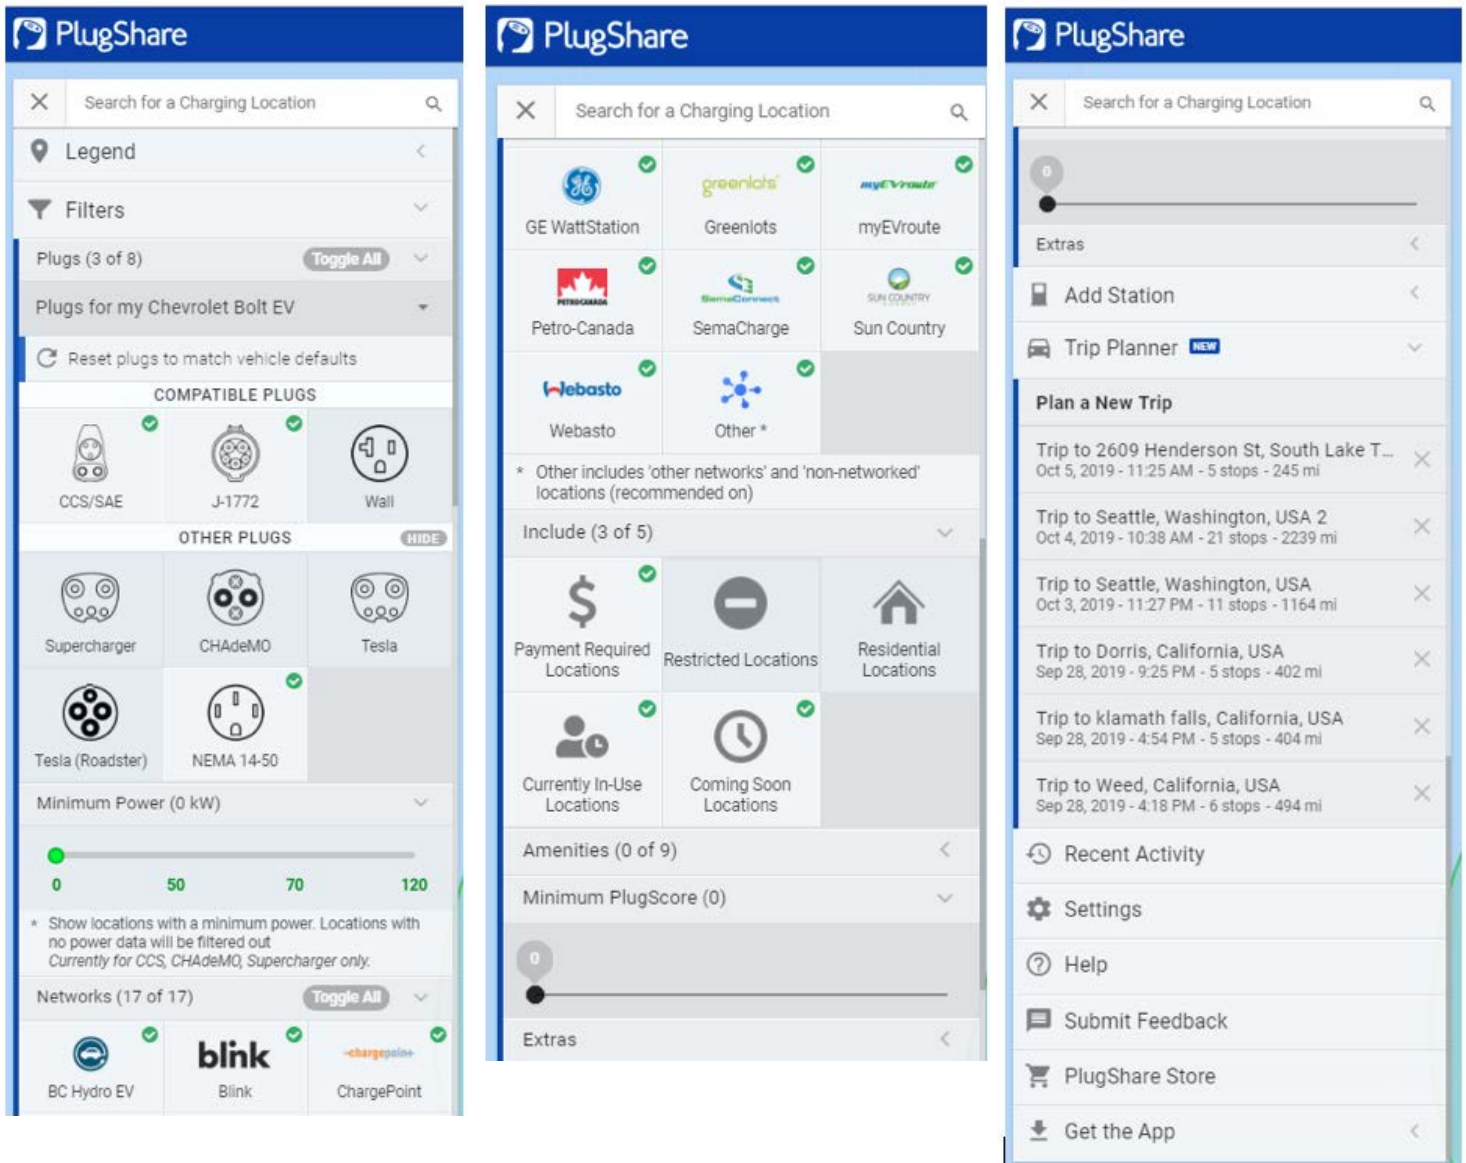 PlugShare
Search for a Charging Location
Legend
Filters
Plugs (3 of 8)
Toggle All
Plugs for my Chevrolet Bolt EV
Reset plugs to match vehicle defaults
COMPATIBLE PLUGS
CCS/SAE
J-1772
Wall
OTHER PLUGS
HIDE
Supercharger
CHAdeMO
Tesla
Tesla (Roadster)
NEMA 14-50
Minimum Power (0 kW)
0 50 70 120
* Show locations with a minimum power. Locations with
no power data will be filtered out
Currently for CCS, CHAdeMO, Supercharger only.
Networks (17 of 17)
Toggle All
blink
-chargepoin+
BC Hydro EV
Blink
ChargePoint
PlugShare
Search for a Charging Location
GE
greenlots
myEVroute
GE WattStation
Greenlots
myEVroute
PETRO-CANADA
SemaConnect
SUN COUNTRY
Petro-Canada
SemaCharge
Sun Country
Webasto
Webasto
Other *
* Other includes 'other networks' and 'non-networked'
locations (recommended on)
Include (3 of 5)
$
Payment Required
Locations
Restricted Locations
Residential
Locations
Currently In-Use
Locations
Coming Soon
Locations
Amenities (0 of 9)
Minimum PlugScore (0)
0
Extras
PlugShare
Search for a Charging Location
0
Extras
Add Station
Trip Planner NEW
Plan a New Trip
Trip to 2609 Henderson St, South Lake T...
Oct 5, 2019 - 11:25 AM - 5 stops - 245 mi
Trip to Seattle, Washington, USA 2
Oct 4, 2019 - 10:38 AM - 21 stops - 2239 mi
Trip to Seattle, Washington, USA
Oct 3, 2019 - 11:27 PM - 11 stops - 1164 mi
Trip to Dorris, California, USA
Sep 28, 2019 - 9:25 PM - 5 stops - 402 mi
Trip to klamath falls, California, USA
Sep 28, 2019 - 4:54 PM - 5 stops - 404 mi
Trip to Weed, California, USA
Sep 28, 2019 - 4:18 PM - 6 stops - 494 mi
Recent Activity
Settings
Help
Submit Feedback
PlugShare Store
Get the App